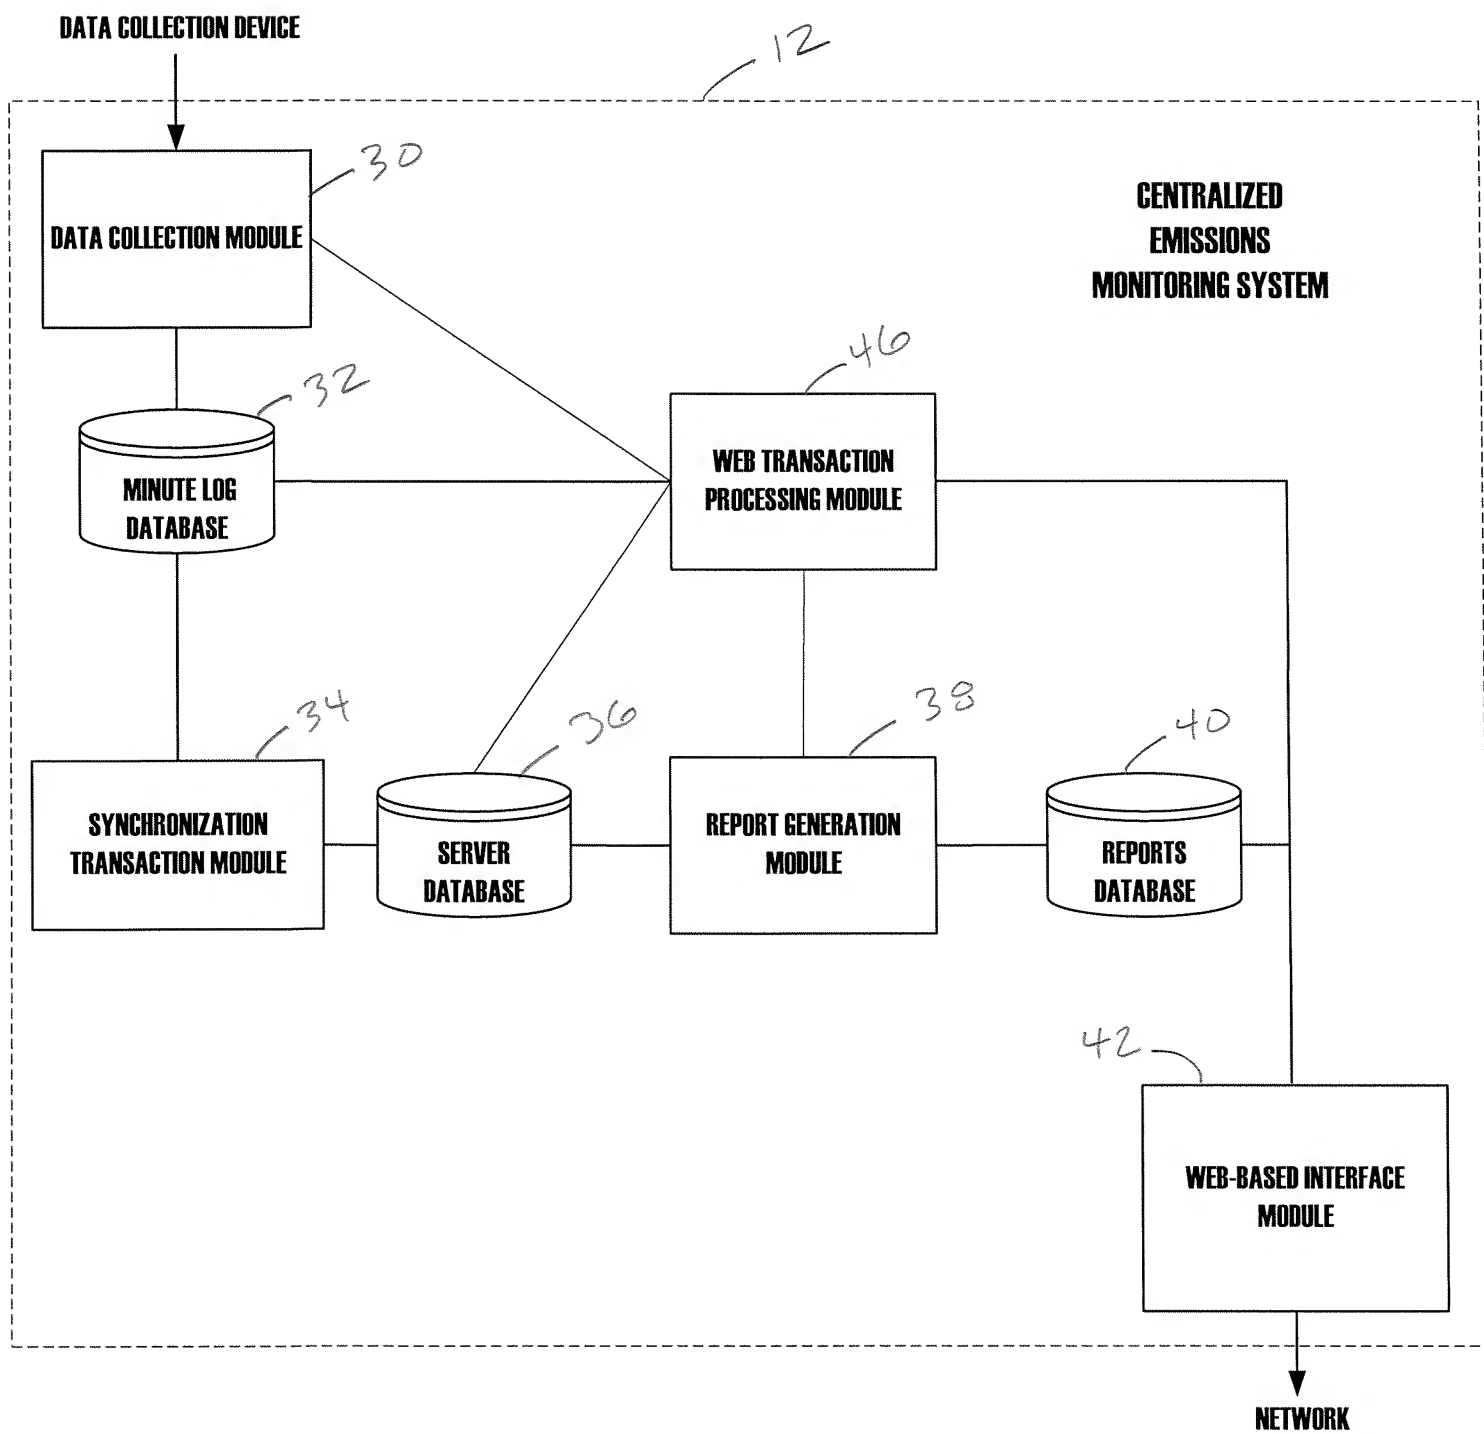 DATA COLLECTION DEVICE
12
30
DATA COLLECTION MODULE
CENTRALIZED
EMISSIONS
MONITORING SYSTEM
32
MINUTE LOG
DATABASE
46
WEB TRANSACTION
PROCESSING MODULE
34
SYNCHRONIZATION
TRANSACTION MODULE
36
SERVER
DATABASE
38
REPORT GENERATION
MODULE
40
REPORTS
DATABASE
42
WEB-BASED INTERFACE
MODULE
NETWORK